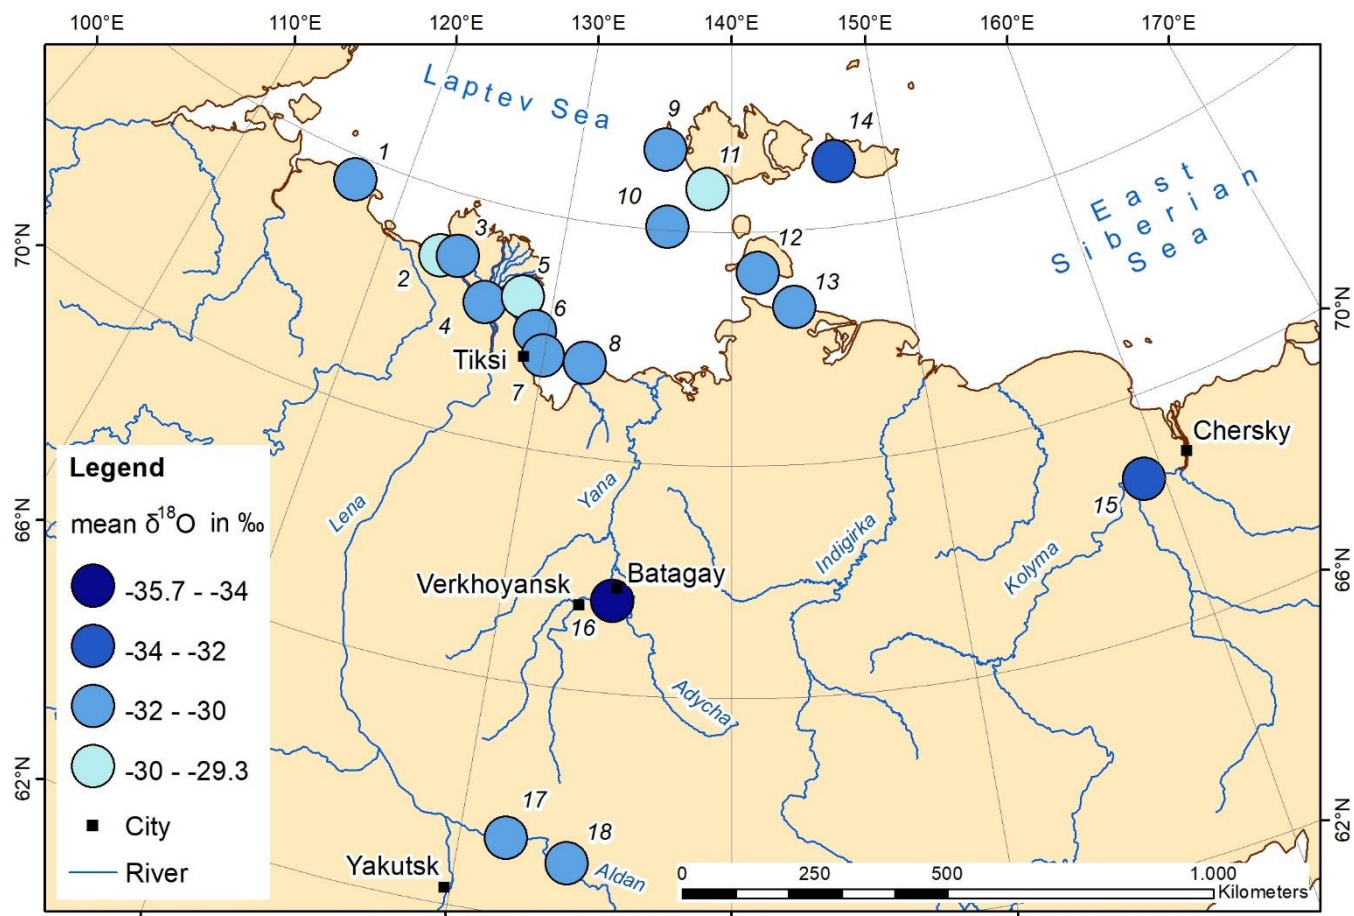 100°E 110°E 120°E 130°E 140°E 150°E 160°E 170°E
Laptev Sea
9
14
1
11
10
East
Siberian
Sea
3
12
70°N
2
5
13
70°N
4
6
8
Tiksi
7
Chersky
Legend
mean δ¹⁸O in ‰
-35.7 - -34
-34 - -32
-32 - -30
-30 - -29.3
City
River
Lena
Yana
Indigirka
Kolyma
15
66°N
66°N
Verkhoyansk
Batagay
16
Adycha
62°N
62°N
17
18
Yakutsk
Aldan
0 250 500 1.000
Kilometers